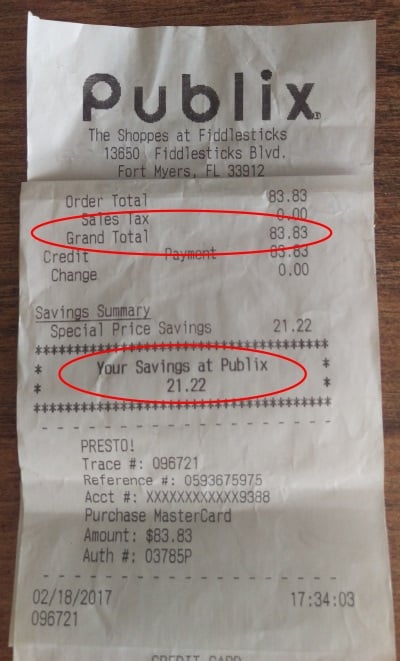 Publix
The Shoppes at Fiddlesticks
13650 Fiddlesticks Blvd.
Fort Myers, FL 33912
Order Total 83.83
Sales Tax 0.00
Grand Total 83.83
Credit Payment 83.83
Change 0.00
Savings Summary
Special Price Savings 21.22
***********************************
* Your Savings at Publix *
* 21.22 *
***********************************
- - - - - - - - - - - - - - - - - -
PRESTO!
Trace #: 096721
Reference #: 0593675975
Acct #: XXXXXXXXXXXX9388
Purchase MasterCard
Amount: $83.83
Auth #: 03785P
- - - - - - - - - - - - - - - - - -
02/18/2017 17:34:03
096721
CREDIT CARD